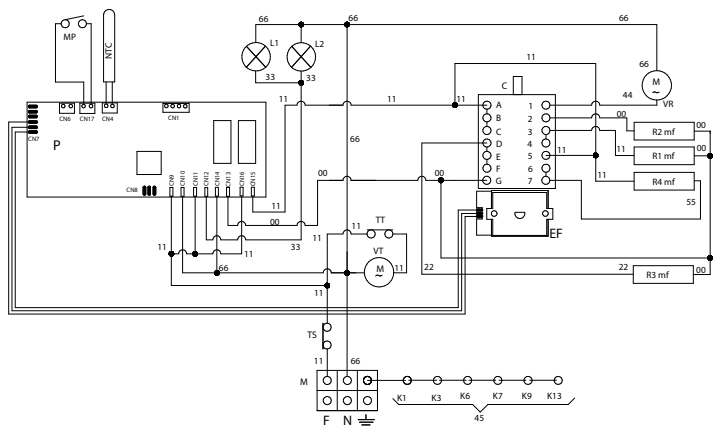 66
66
66
MP
NTC
L1
L2
33
33
11
66
M
~
VR
44
C
A
B
C
D
E
F
G
1
2
3
4
5
6
7
11
11
11
11
00
R2 mf
00
11
R1 mf
00
11
11
R4 mf
55
CN6
CN17
CN4
CN1
CN7
P
CN8
CN9
CN10
CN11
CN12
CN14
CN13
CN16
CN15
66
00
00
11
00
33
11
11
66
11
TT
VT
M
~
11
11
EF
22
22
R3 mf
00
TS
11
66
M
F
N
K1
K3
K6
K7
K9
K13
45